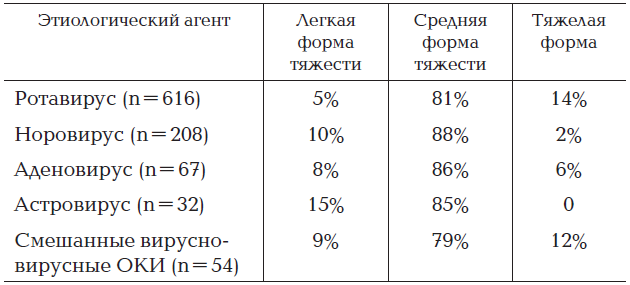 Этиологический агент Легкая форма тяжести Средняя форма тяжести Тяжелая форма
Ротавирус (n=616) 5% 81% 14%
Норовирус (n=208) 10% 88% 2%
Аденовирус (n=67) 8% 86% 6%
Астровирус (n=32) 15% 85% 0
Смешанные вирусно-
вирусные ОКИ (n=54) 9% 79% 12%